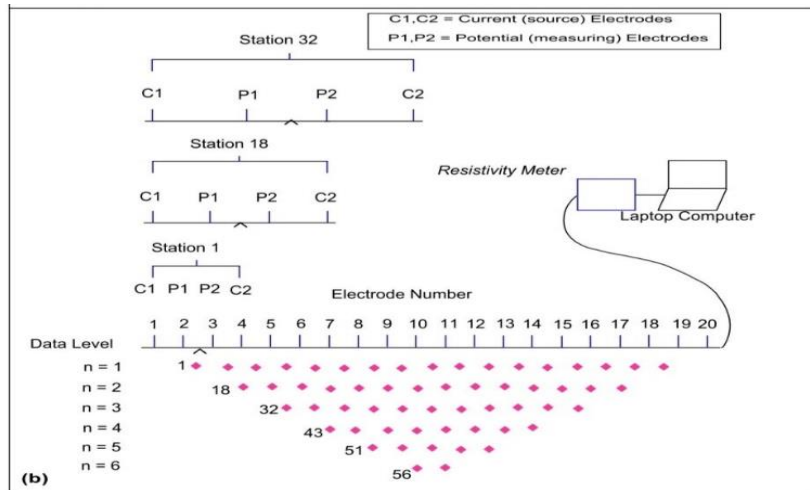 C1,C2 = Current (source) Electrodes
P1,P2 = Potential (measuring) Electrodes
Station 32
C1 P1 P2 C2
Station 18
C1 P1 P2 C2
Resistivity Meter
Laptop Computer
Station 1
C1 P1 P2 C2
Electrode Number
1 2 3 4 5 6 7 8 9 10 11 12 13 14 15 16 17 18 19 20
Data Level
n = 1 1
n = 2 18
n = 3 32
n = 4 43
n = 5 51
n = 6 56
(b)